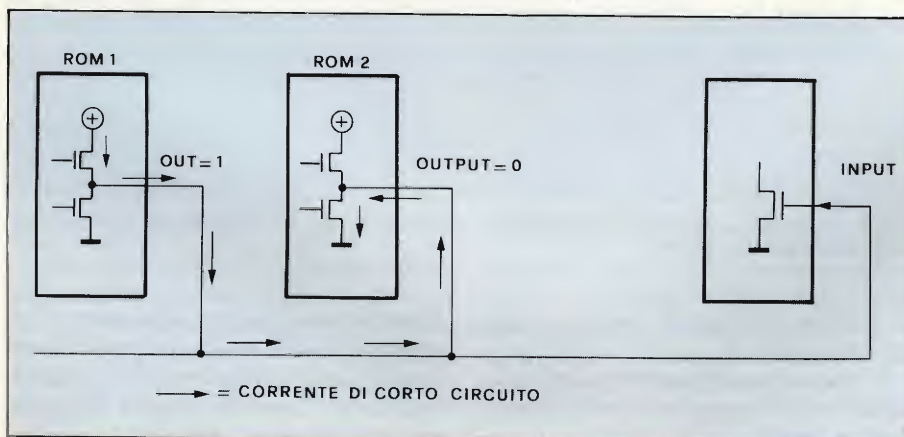 ROM 1
ROM 2
OUT=1
OUTPUT=0
INPUT
→ = CORRENTE DI CORTO CIRCUITO